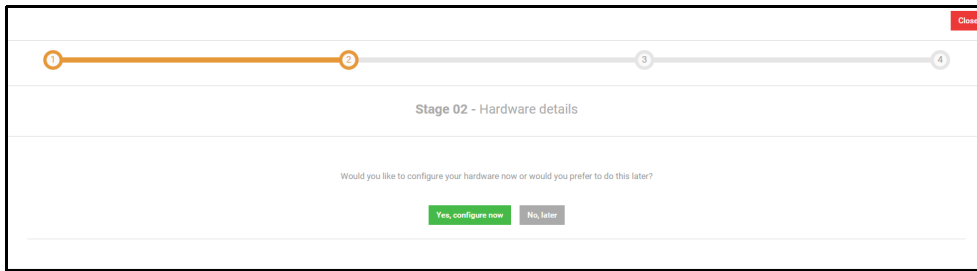 Close
1 2 3 4
Stage 02 - Hardware details
Would you like to configure your hardware now or would you prefer to do this later?
Yes, configure now No, later